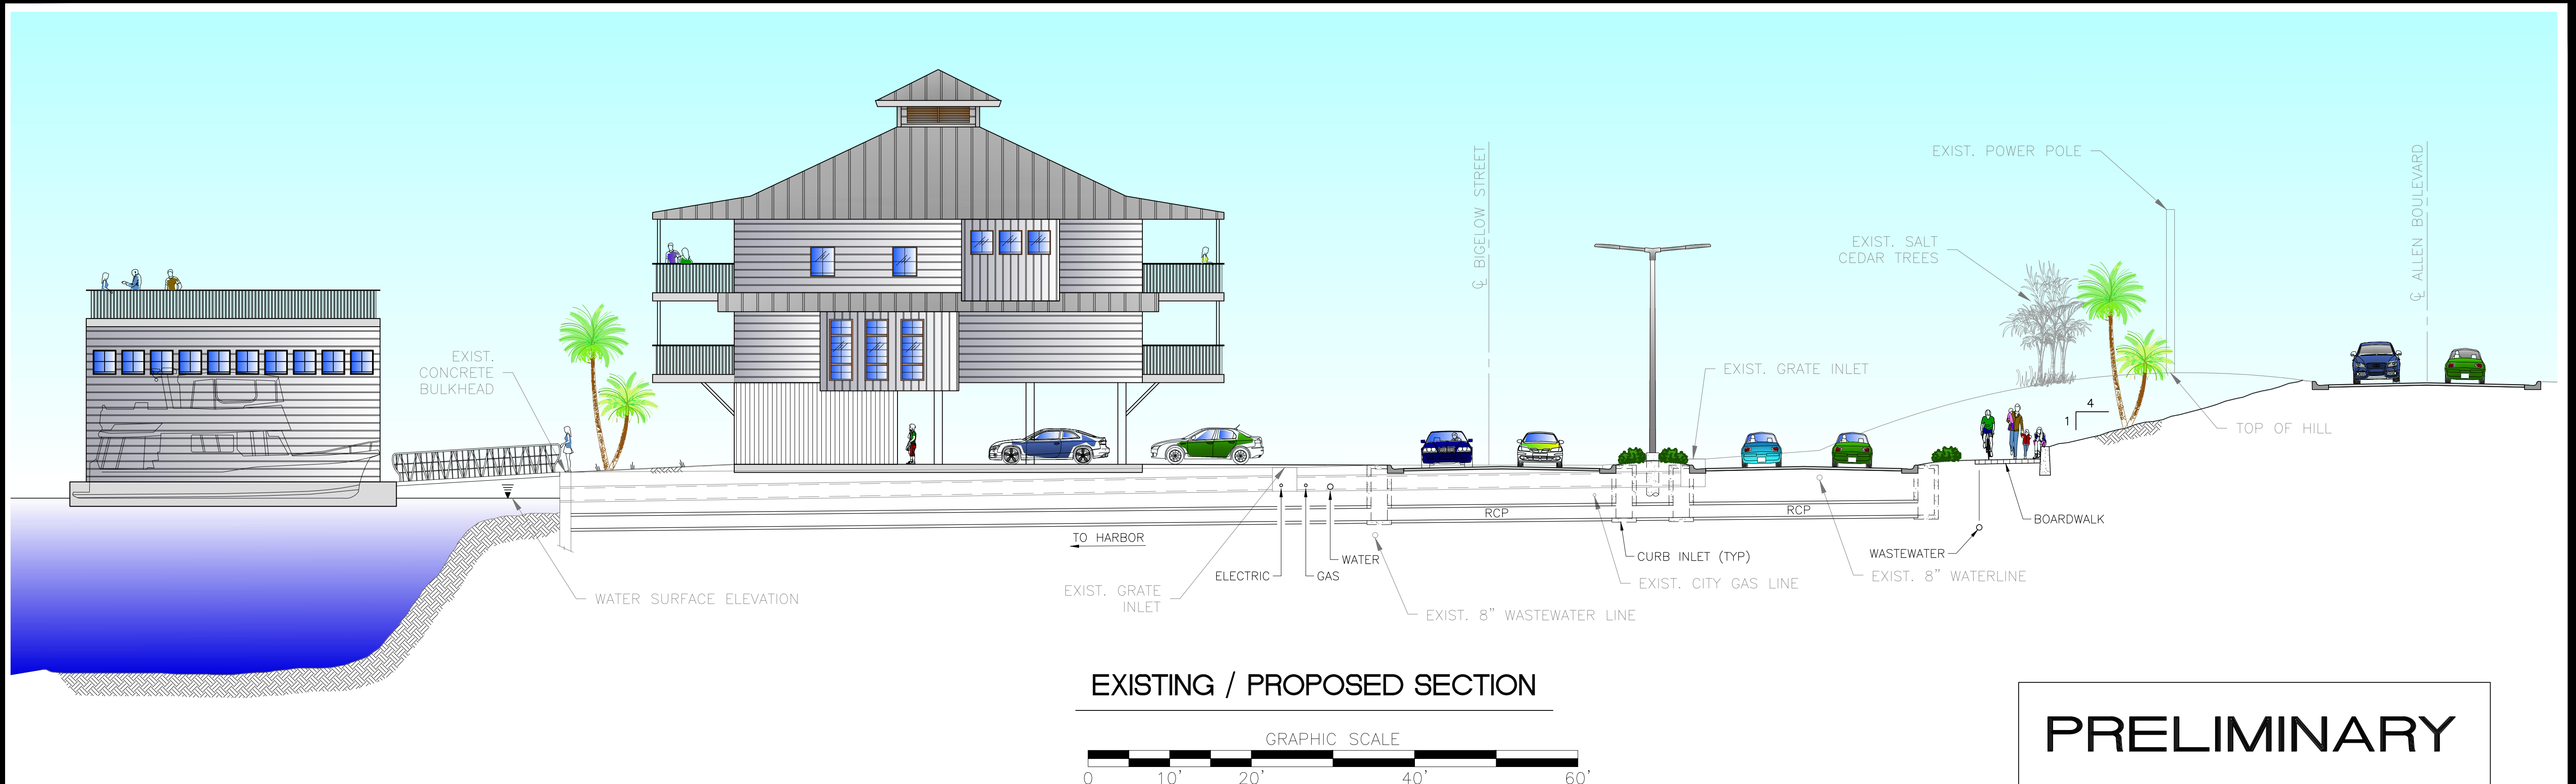 EXIST. POWER POLE
℄ BIGELOW STREET
℄ ALLEN BOULEVARD
EXIST. SALT
CEDAR TREES
EXIST.
CONCRETE
BULKHEAD
EXIST. GRATE INLET
4
1
TOP OF HILL
RCP
RCP
BOARDWALK
TO HARBOR
WATER
CURB INLET (TYP)
WASTEWATER
ELECTRIC
GAS
EXIST. CITY GAS LINE
EXIST. 8" WATERLINE
EXIST. GRATE
INLET
WATER SURFACE ELEVATION
EXIST. 8" WASTEWATER LINE
EXISTING / PROPOSED SECTION
GRAPHIC SCALE
0 10' 20' 40' 60'
PRELIMINARY